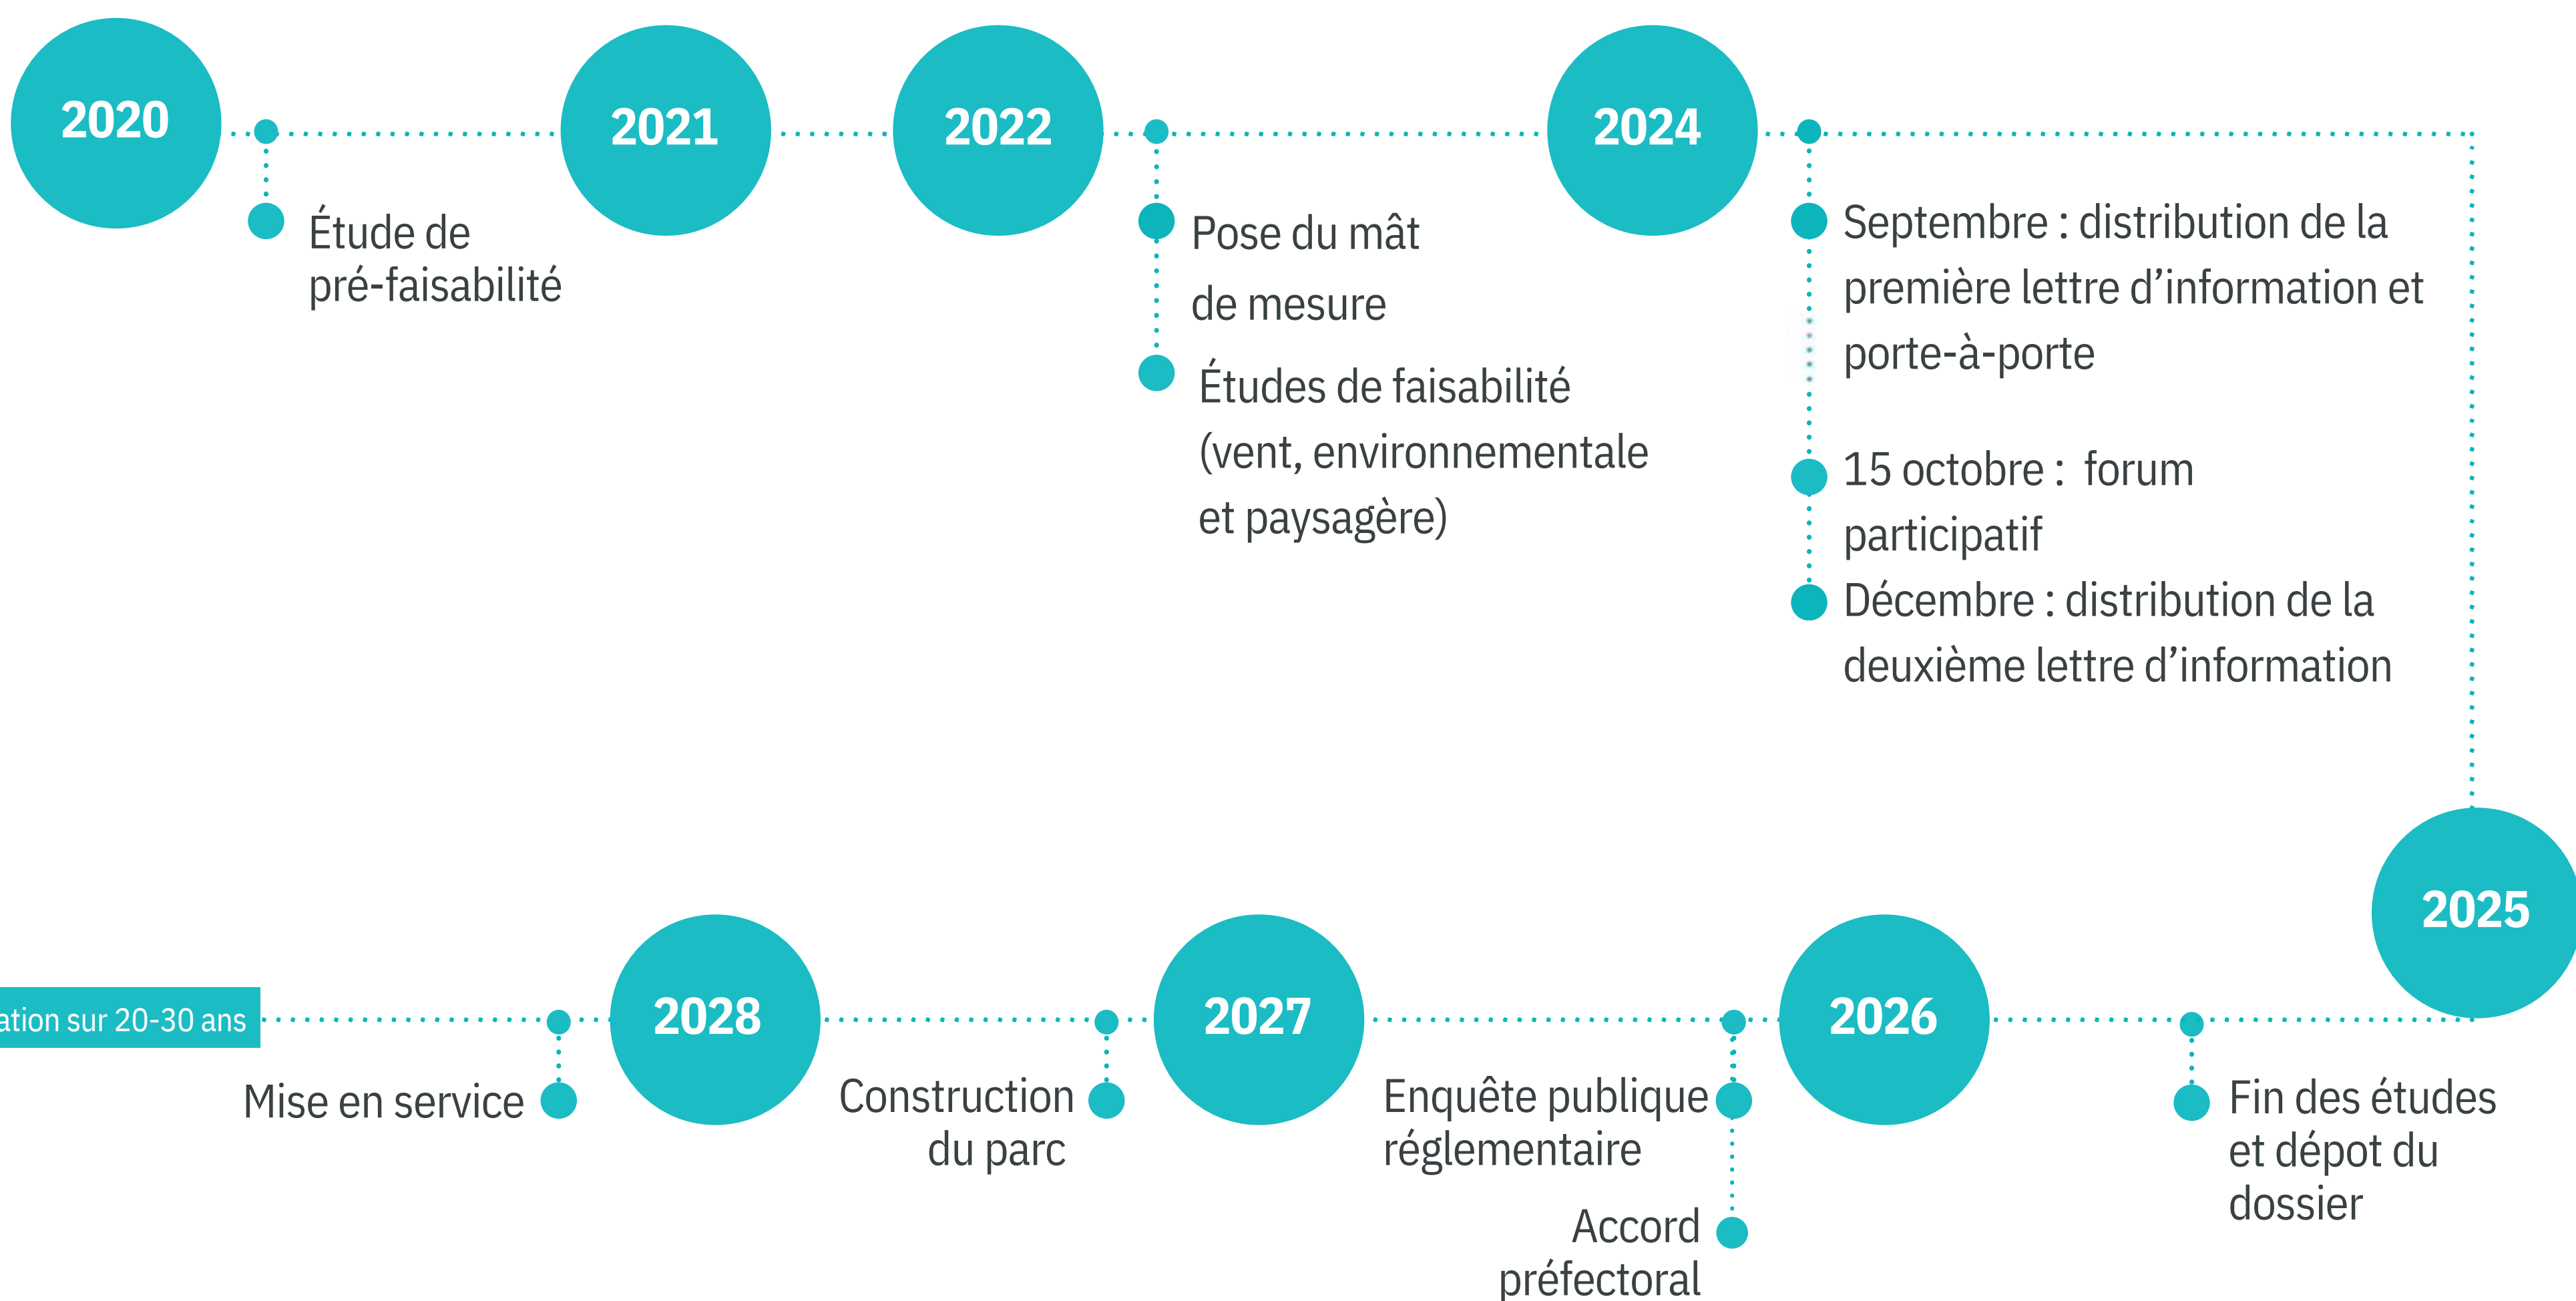 2020
Étude de
pré-faisabilité
2021
2022
Pose du mât
de mesure
Études de faisabilité
(vent, environnementale
et paysagère)
2024
Septembre : distribution de la
première lettre d’information et
porte-à-porte
15 octobre : forum
participatif
Décembre : distribution de la
deuxième lettre d’information
2025
Fin des études
et dépot du
dossier
2026
Enquête publique
réglementaire
Accord
préfectoral
2027
Construction
du parc
2028
Mise en service
sur 20-30 ans